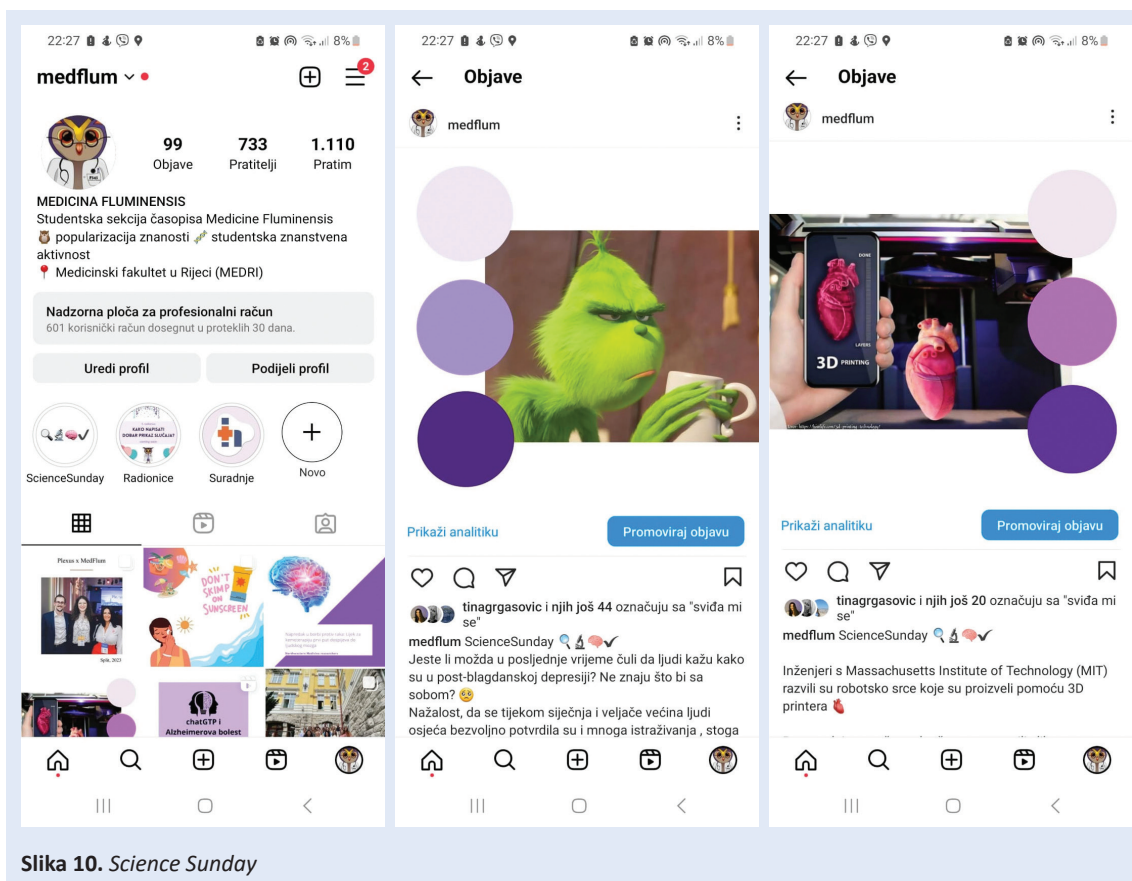 22:27
8%
medflum
2
99
733
1.110
Objave
Pratitelji
Pratim
MEDICINA FLUMINENSIS
Studentska sekcija časopisa Medicine Fluminensis
popularizacija znanosti studentska znanstvena
aktivnost
Medicinski fakultet u Rijeci (MEDRI)
Nadzorna ploča za profesionalni račun
601 korisnički račun dosegnut u proteklih 30 dana.
Uredi profil
Podijeli profil
KAKO NAPISATI
DOBAR PRIKAZ SLUČAJA?
ScienceSunday
Radionice
Suradnje
Novo
Plexus x MedFlum
Split, 2023
DON'T
SKIMP
ON
SUNSCREEN
chatGTP i
Alzheimerova bolest
22:27
8%
Objave
medflum
Prikaži analitiku
Promoviraj objavu
tinagrgasovic i njih još 44 označuju sa "sviđa mi
se"
medflum ScienceSunday
Jeste li možda u posljednje vrijeme čuli da ljudi kažu kako
su u post-blagdanskoj depresiji? Ne znaju što bi sa
sobom?
Nažalost, da se tijekom siječnja i veljače većina ljudi
osjeća bezvoljno potvrdila su i mnoga istraživanja , stoga
22:27
8%
Objave
medflum
DONE
LAYERS
3D PRINTING
Prikaži analitiku
Promoviraj objavu
tinagrgasovic i njih još 20 označuju sa "sviđa mi
se"
medflum ScienceSunday
Inženjeri s Massachusetts Institute of Technology (MIT)
razvili su robotsko srce koje su proizveli pomoću 3D
printera
Slika 10. Science Sunday